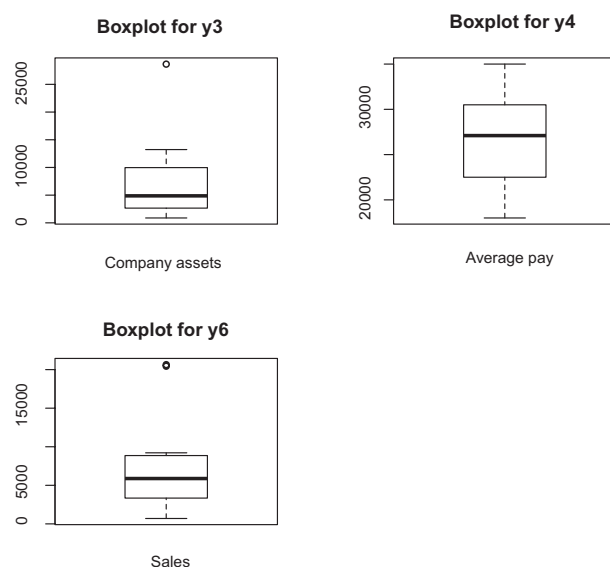 Boxplot for y3
25000
10000
0
Company assets
Boxplot for y4
30000
20000
Average pay
Boxplot for y6
15000
5000
0
Sales